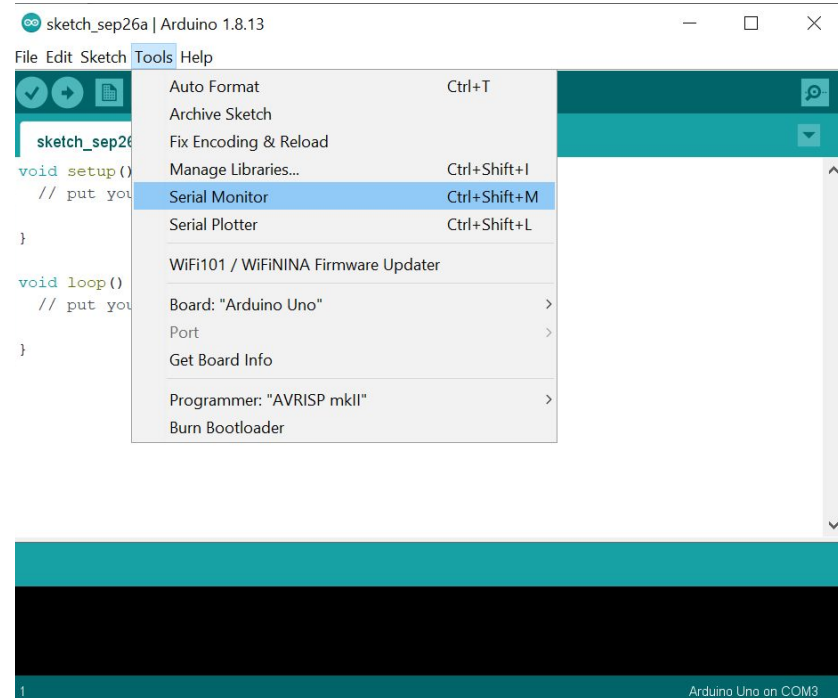 sketch_sep26a | Arduino 1.8.13
File Edit Sketch Tools Help
Auto Format Ctrl+T
Archive Sketch
Fix Encoding & Reload
Manage Libraries... Ctrl+Shift+I
Serial Monitor Ctrl+Shift+M
Serial Plotter Ctrl+Shift+L
WiFi101 / WiFiNINA Firmware Updater
Board: "Arduino Uno"
Port
Get Board Info
Programmer: "AVRISP mkII"
Burn Bootloader
sketch_sep26
void setup()
// put you
}
void loop()
// put you
}
1 Arduino Uno on COM3